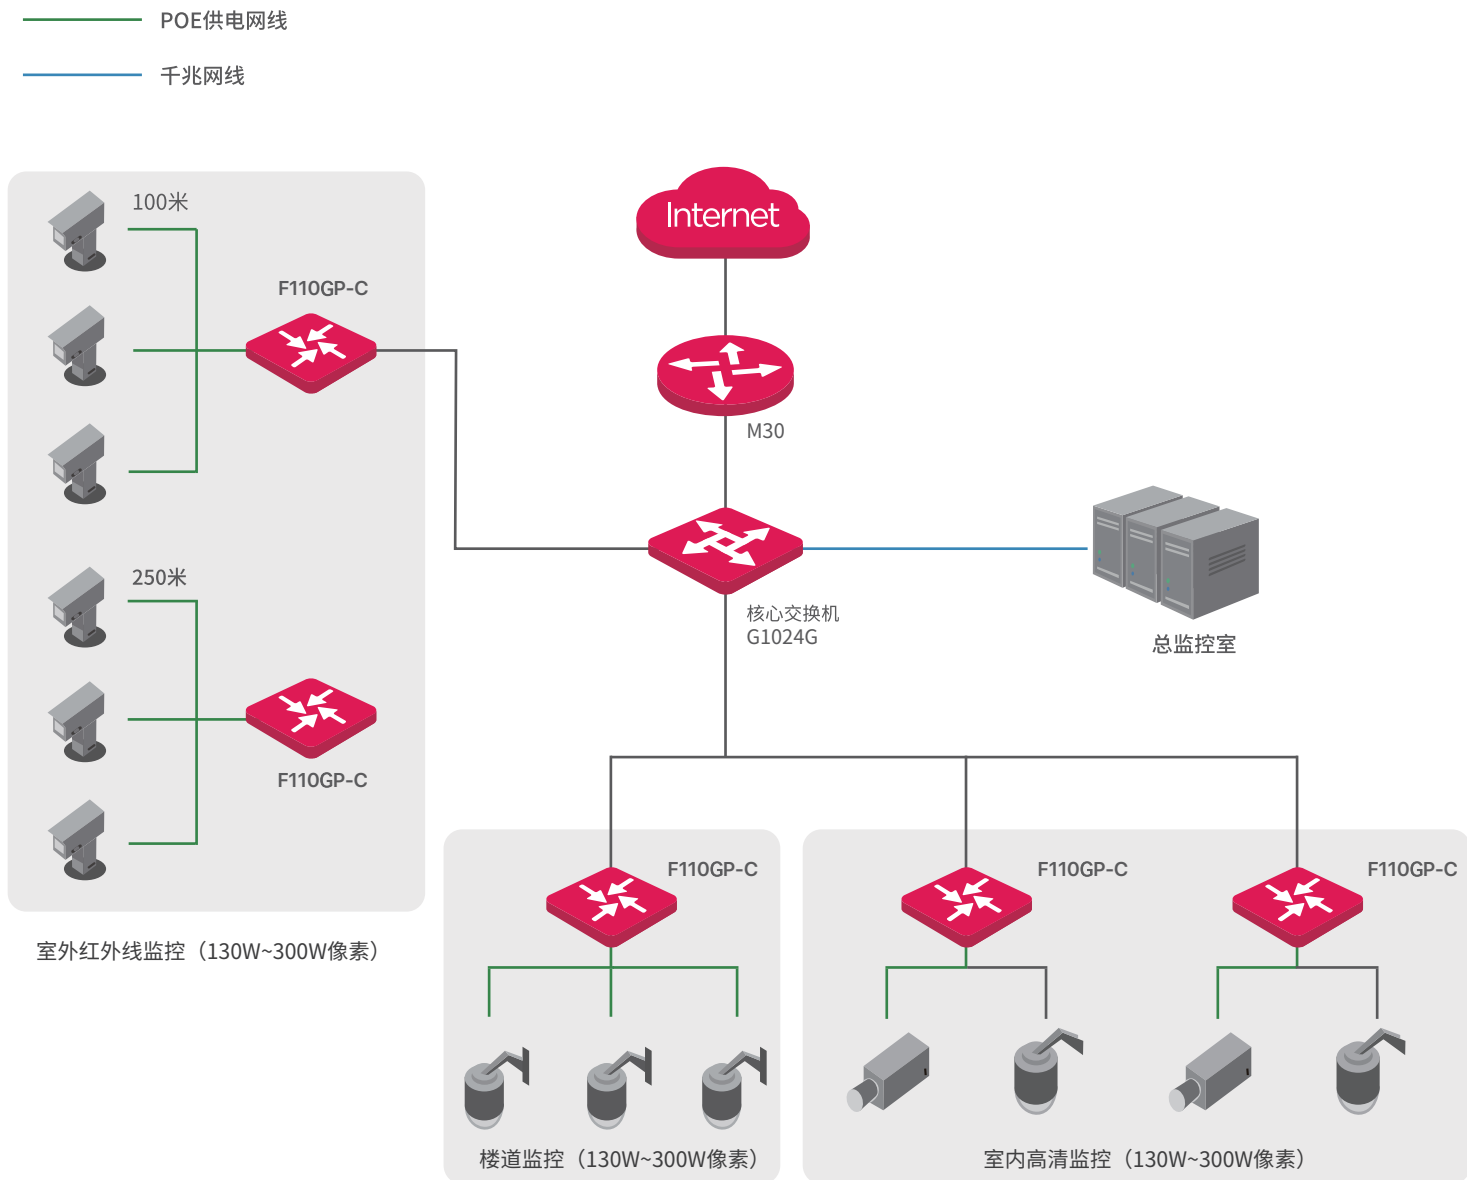 POE供电网线
千兆网线
100米
F110GP-C
250米
F110GP-C
室外红外线监控（130W~300W像素）
Internet
M30
核心交换机
G1024G
总监控室
F110GP-C
楼道监控（130W~300W像素）
F110GP-C
F110GP-C
室内高清监控（130W~300W像素）